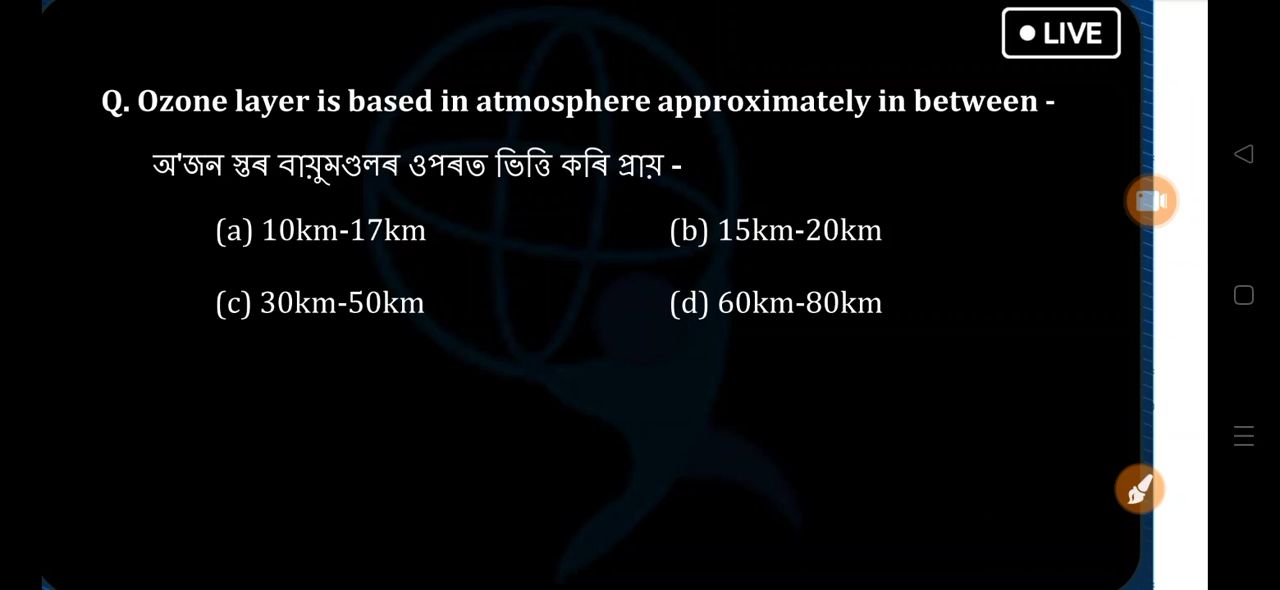 ● LIVE
Q. Ozone layer is based in atmosphere approximately in between -
অ'জন স্তৰ বায়ুমণ্ডলৰ ওপৰত ভিত্তি কৰি প্ৰায় -
(a) 10km-17km (b) 15km-20km
(c) 30km-50km (d) 60km-80km